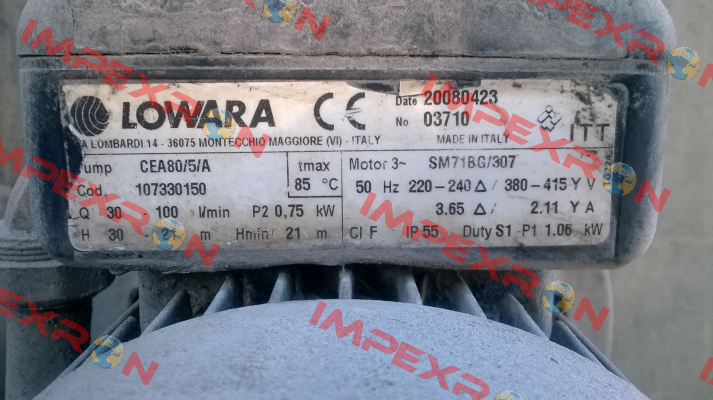 LOWARA CE Date 20080423
No 03710
ITT
A LOMBARDI.14 - 36075 MONTECCHIO MAGGIORE (VI) - ITALY MADE IN ITALY
ump CEA80/5/A tmax Motor 3~ SM71BG/307
Cod. 107330150 85 °C 50 Hz 220-240 Δ / 380-415 Y V
Q 30 100 l/min P2 0,75 kW 3.65 Δ / 2.11 Y A
H 30 21 m Hmin 21 m Cl F IP 55 Duty S1 P1 1.06 kW
IMPEXRON
IMPEXRON
IMPEXRON
IMPEXRON
IMPEXRON
IMPEXRON